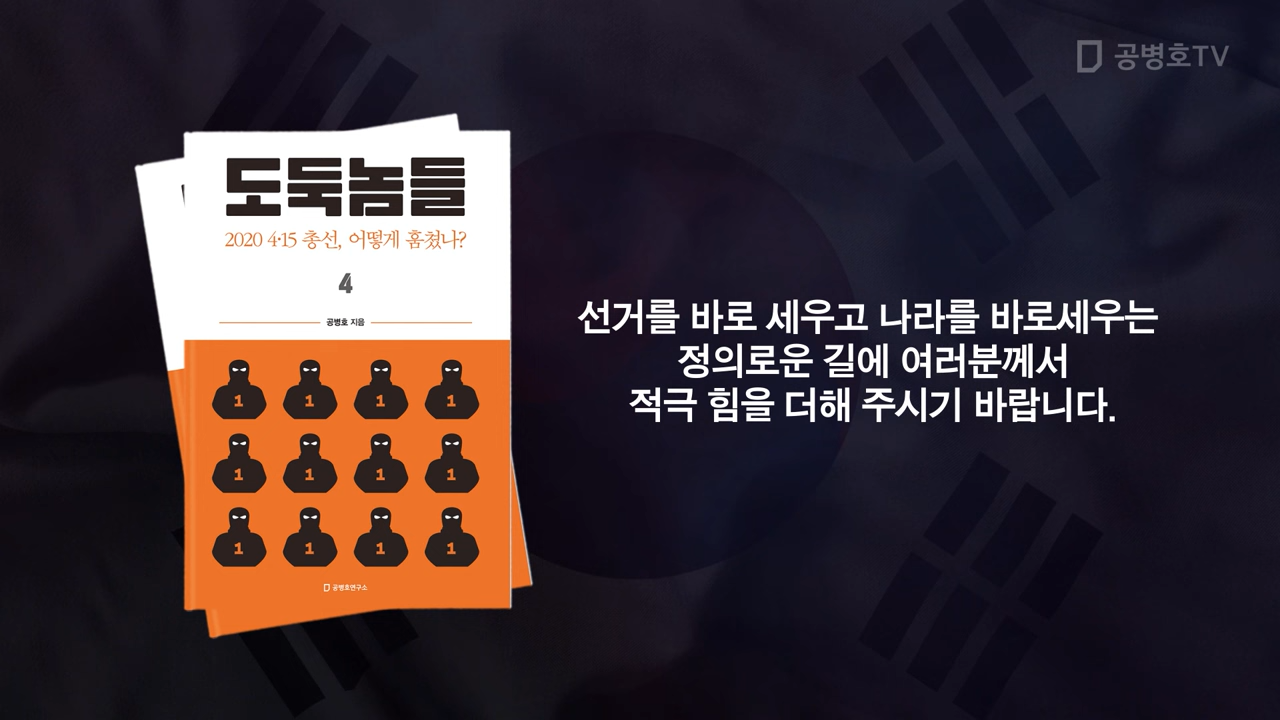 공병호TV
도둑놈들
2020 4·15 총선, 어떻게 훔쳤나?
4
공병호 지음
1 1 1 1
1 1 1 1
1 1 1 1
공병호연구소
선거를 바로 세우고 나라를 바로세우는
정의로운 길에 여러분께서
적극 힘을 더해 주시기 바랍니다.